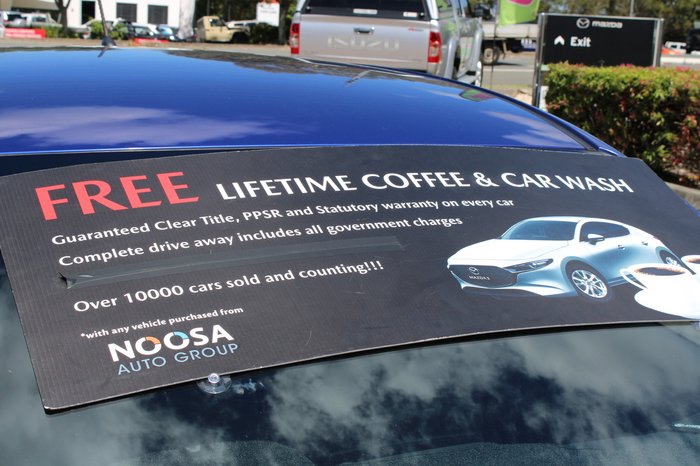 ISUZU
mazda
Exit
FREE LIFETIME COFFEE & CAR WASH
Guaranteed Clear Title, PPSR and Statutory warranty on every car
Complete drive away includes all government charges
Over 10000 cars sold and counting!!!
*with any vehicle purchased from
NOOSA
AUTO GROUP
MAZDA3